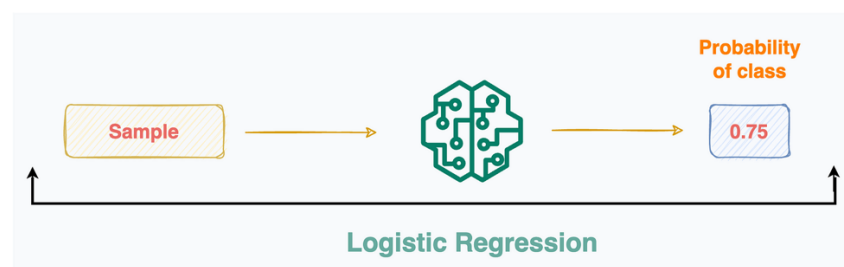 Probability
of class
Sample
0.75
Logistic Regression